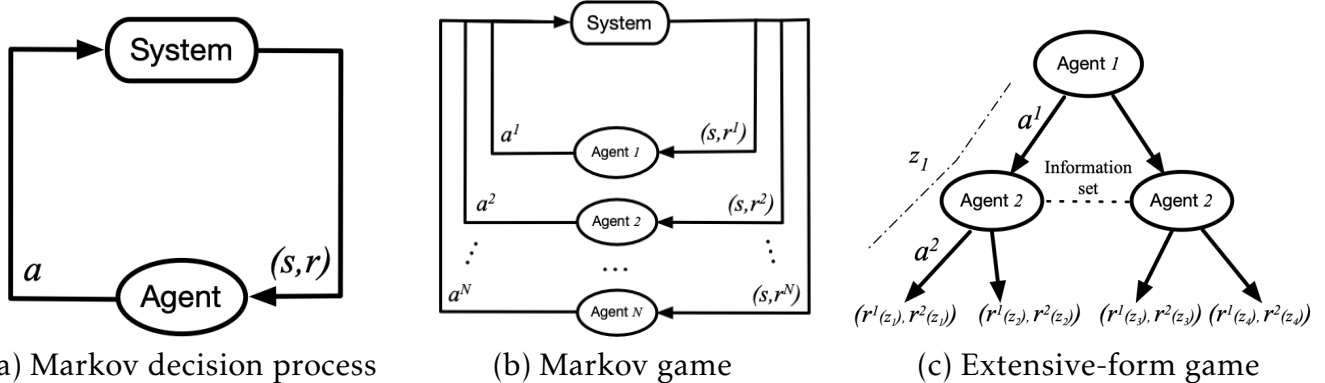 System
a
(s,r)
Agent
a) Markov decision process
System
a¹
(s,r¹)
Agent 1
a²
(s,r²)
Agent 2
...
aᴺ
(s,rᴺ)
Agent N
(b) Markov game
Agent 1
a¹
z₁
Information
set
Agent 2
Agent 2
a²
(r¹(z₁), r²(z₁)) (r¹(z₂), r²(z₂)) (r¹(z₃), r²(z₃)) (r¹(z₄), r²(z₄))
(c) Extensive-form game